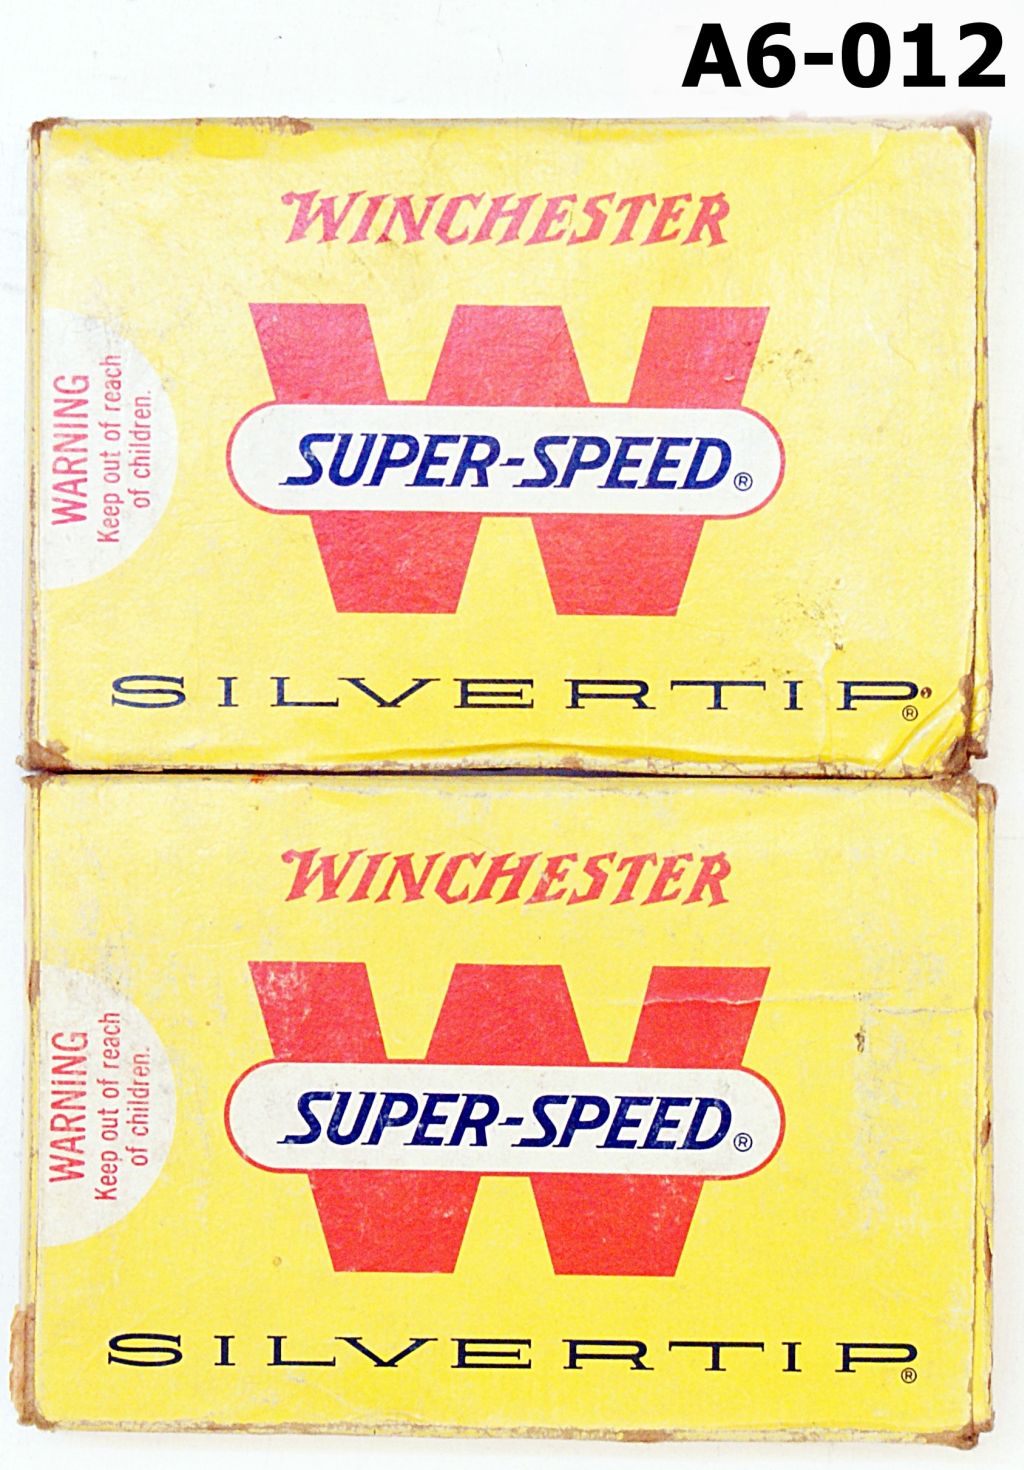 A6-012
WINCHESTER
SUPER-SPEED®
WARNING
Keep out of reach
of children.
SILVERTIP®
WINCHESTER
SUPER-SPEED®
WARNING
Keep out of reach
of children.
SILVERTIP®